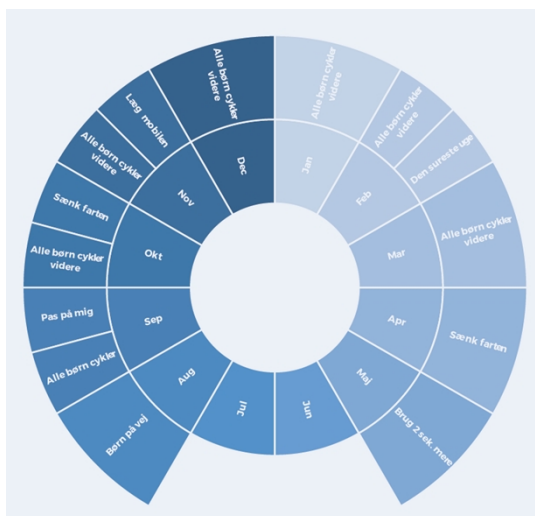 Alle børn cykler
videre
Jan
Alle børn cykler
videre
Den sureste uge
Feb
Alle børn cykler
videre
Mar
Sænk farten
Apr
Brug 2 sek. mere
Maj
Jun
Jul
Børn på vej
Aug
Alle børn cykler
Pas på mig
Sep
Alle børn cykler
videre
Sænk farten
Okt
Alle børn cykler
videre
Læg mobilen
Nov
Alle børn cykler
videre
Dec